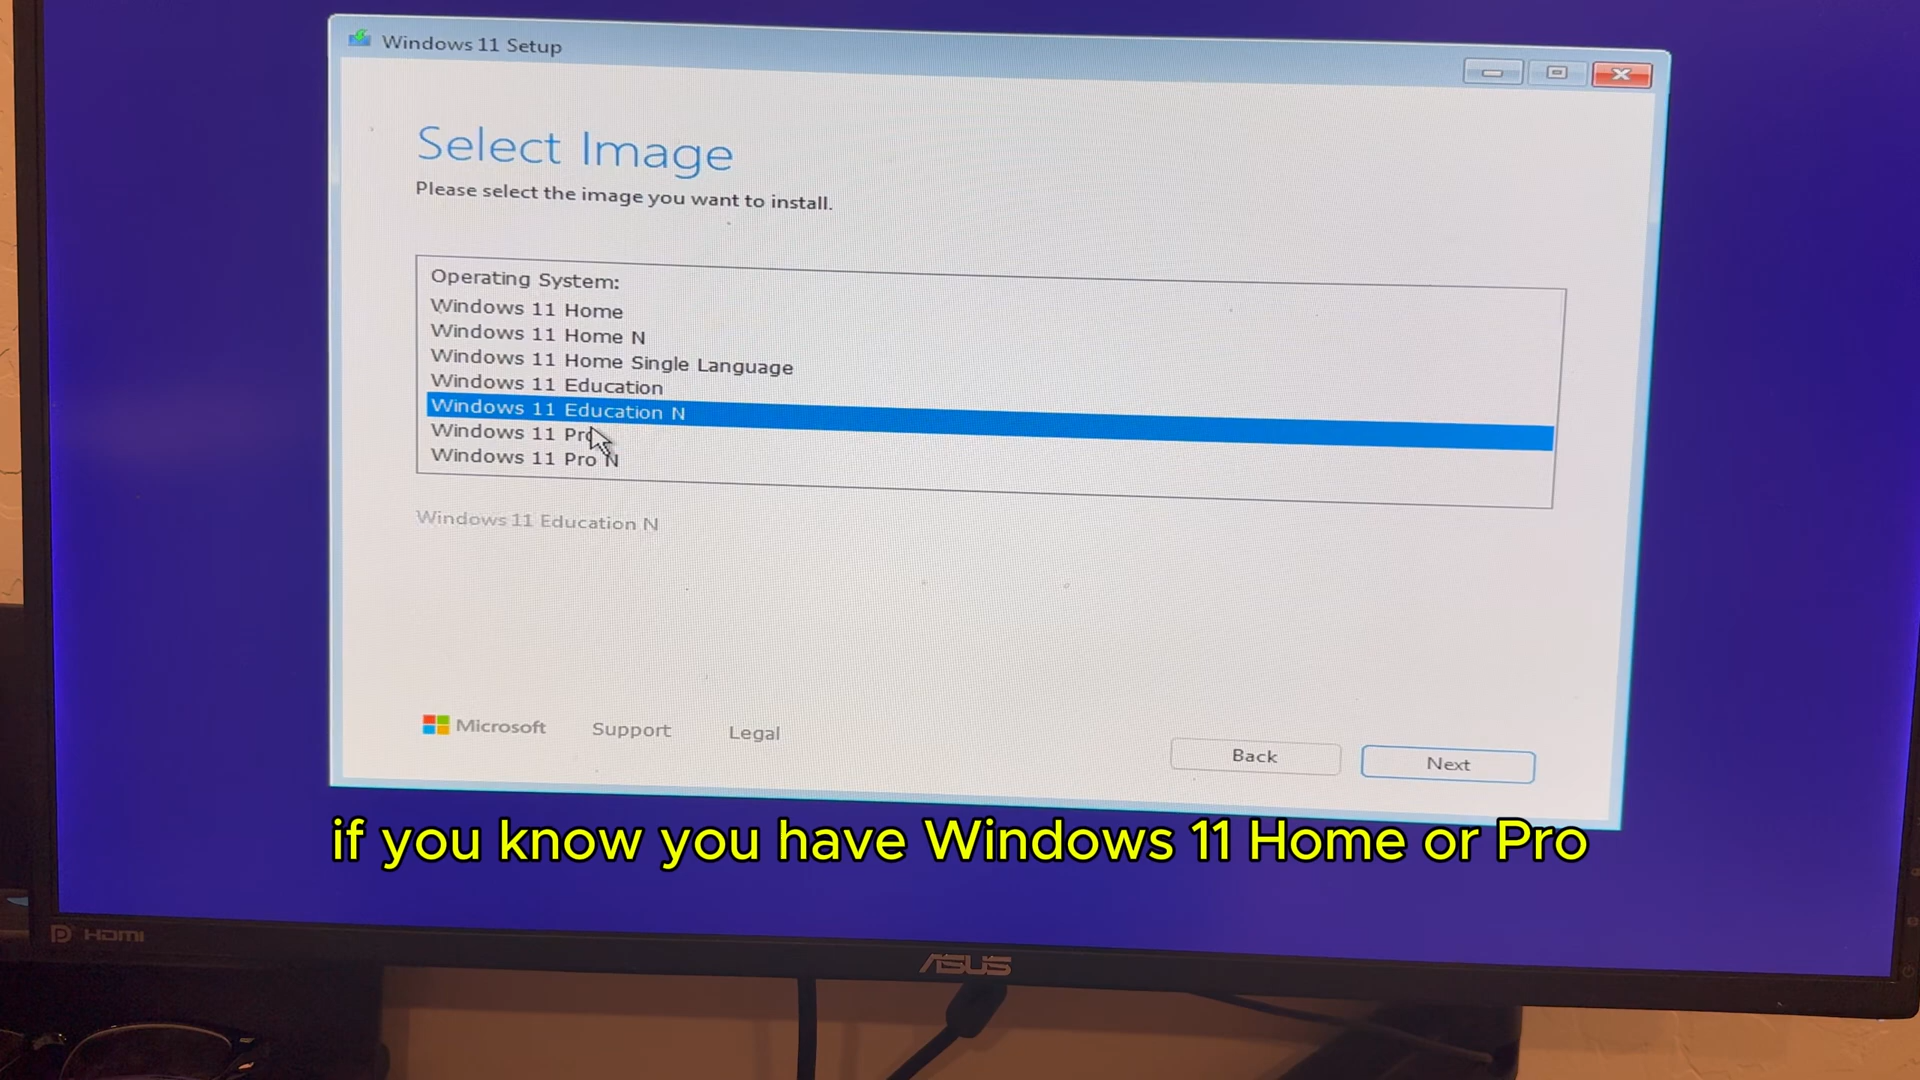 Windows 11 Setup
Select Image
Please select the image you want to install.
Operating System:
Windows 11 Home
Windows 11 Home N
Windows 11 Home Single Language
Windows 11 Education
Windows 11 Education N
Windows 11 Pro
Windows 11 Pro N
Windows 11 Education N
Microsoft Support Legal
Back Next
if you know you have Windows 11 Home or Pro
HDMI
ASUS